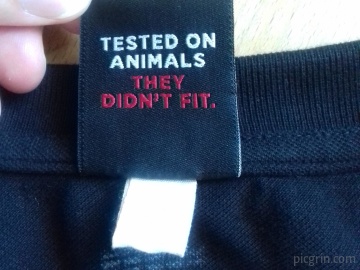 TESTED ON
ANIMALS
THEY
DIDN'T FIT.
picgrin.com